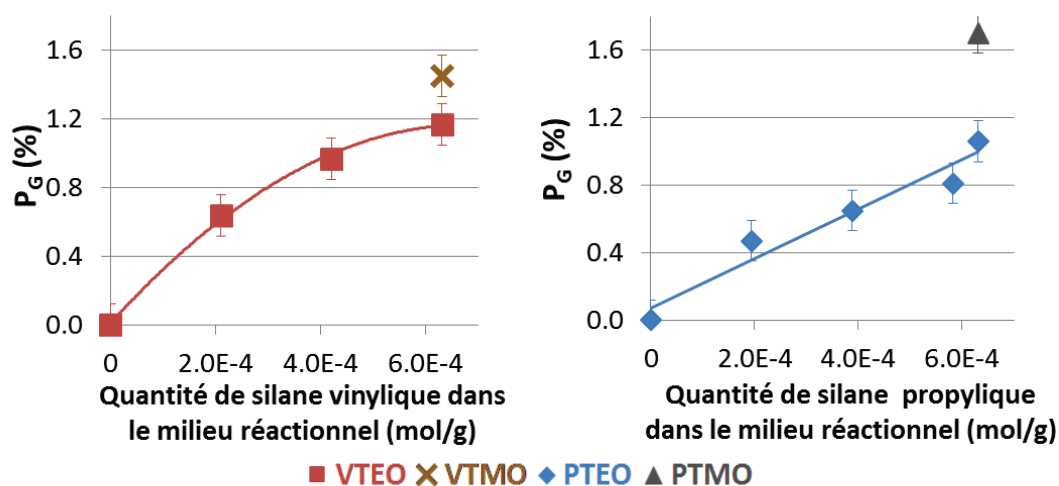 1.6
1.2
0.8
0.4
0.0
P_G (%)
0 2.0E-4 4.0E-4 6.0E-4
Quantité de silane vinylique dans
le milieu réactionnel (mol/g)
1.6
1.2
0.8
0.4
0.0
P_G (%)
0 2.0E-4 4.0E-4 6.0E-4
Quantité de silane propylique
dans le milieu réactionnel (mol/g)
VTEO VTMO PTEO PTMO